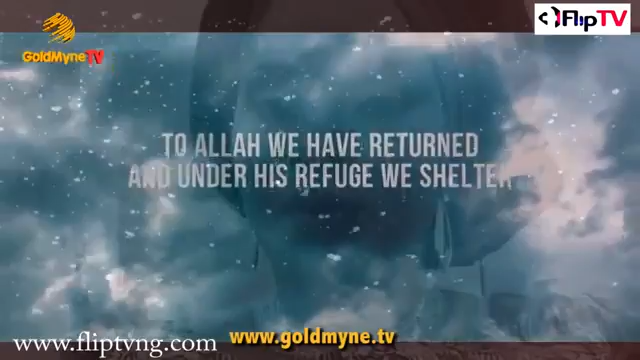 GOLDMYNETV
FlipTV
TO ALLAH WE HAVE RETURNED
AND UNDER HIS REFUGE WE SHELTER
www.fliptvng.com
www.goldmyne.tv